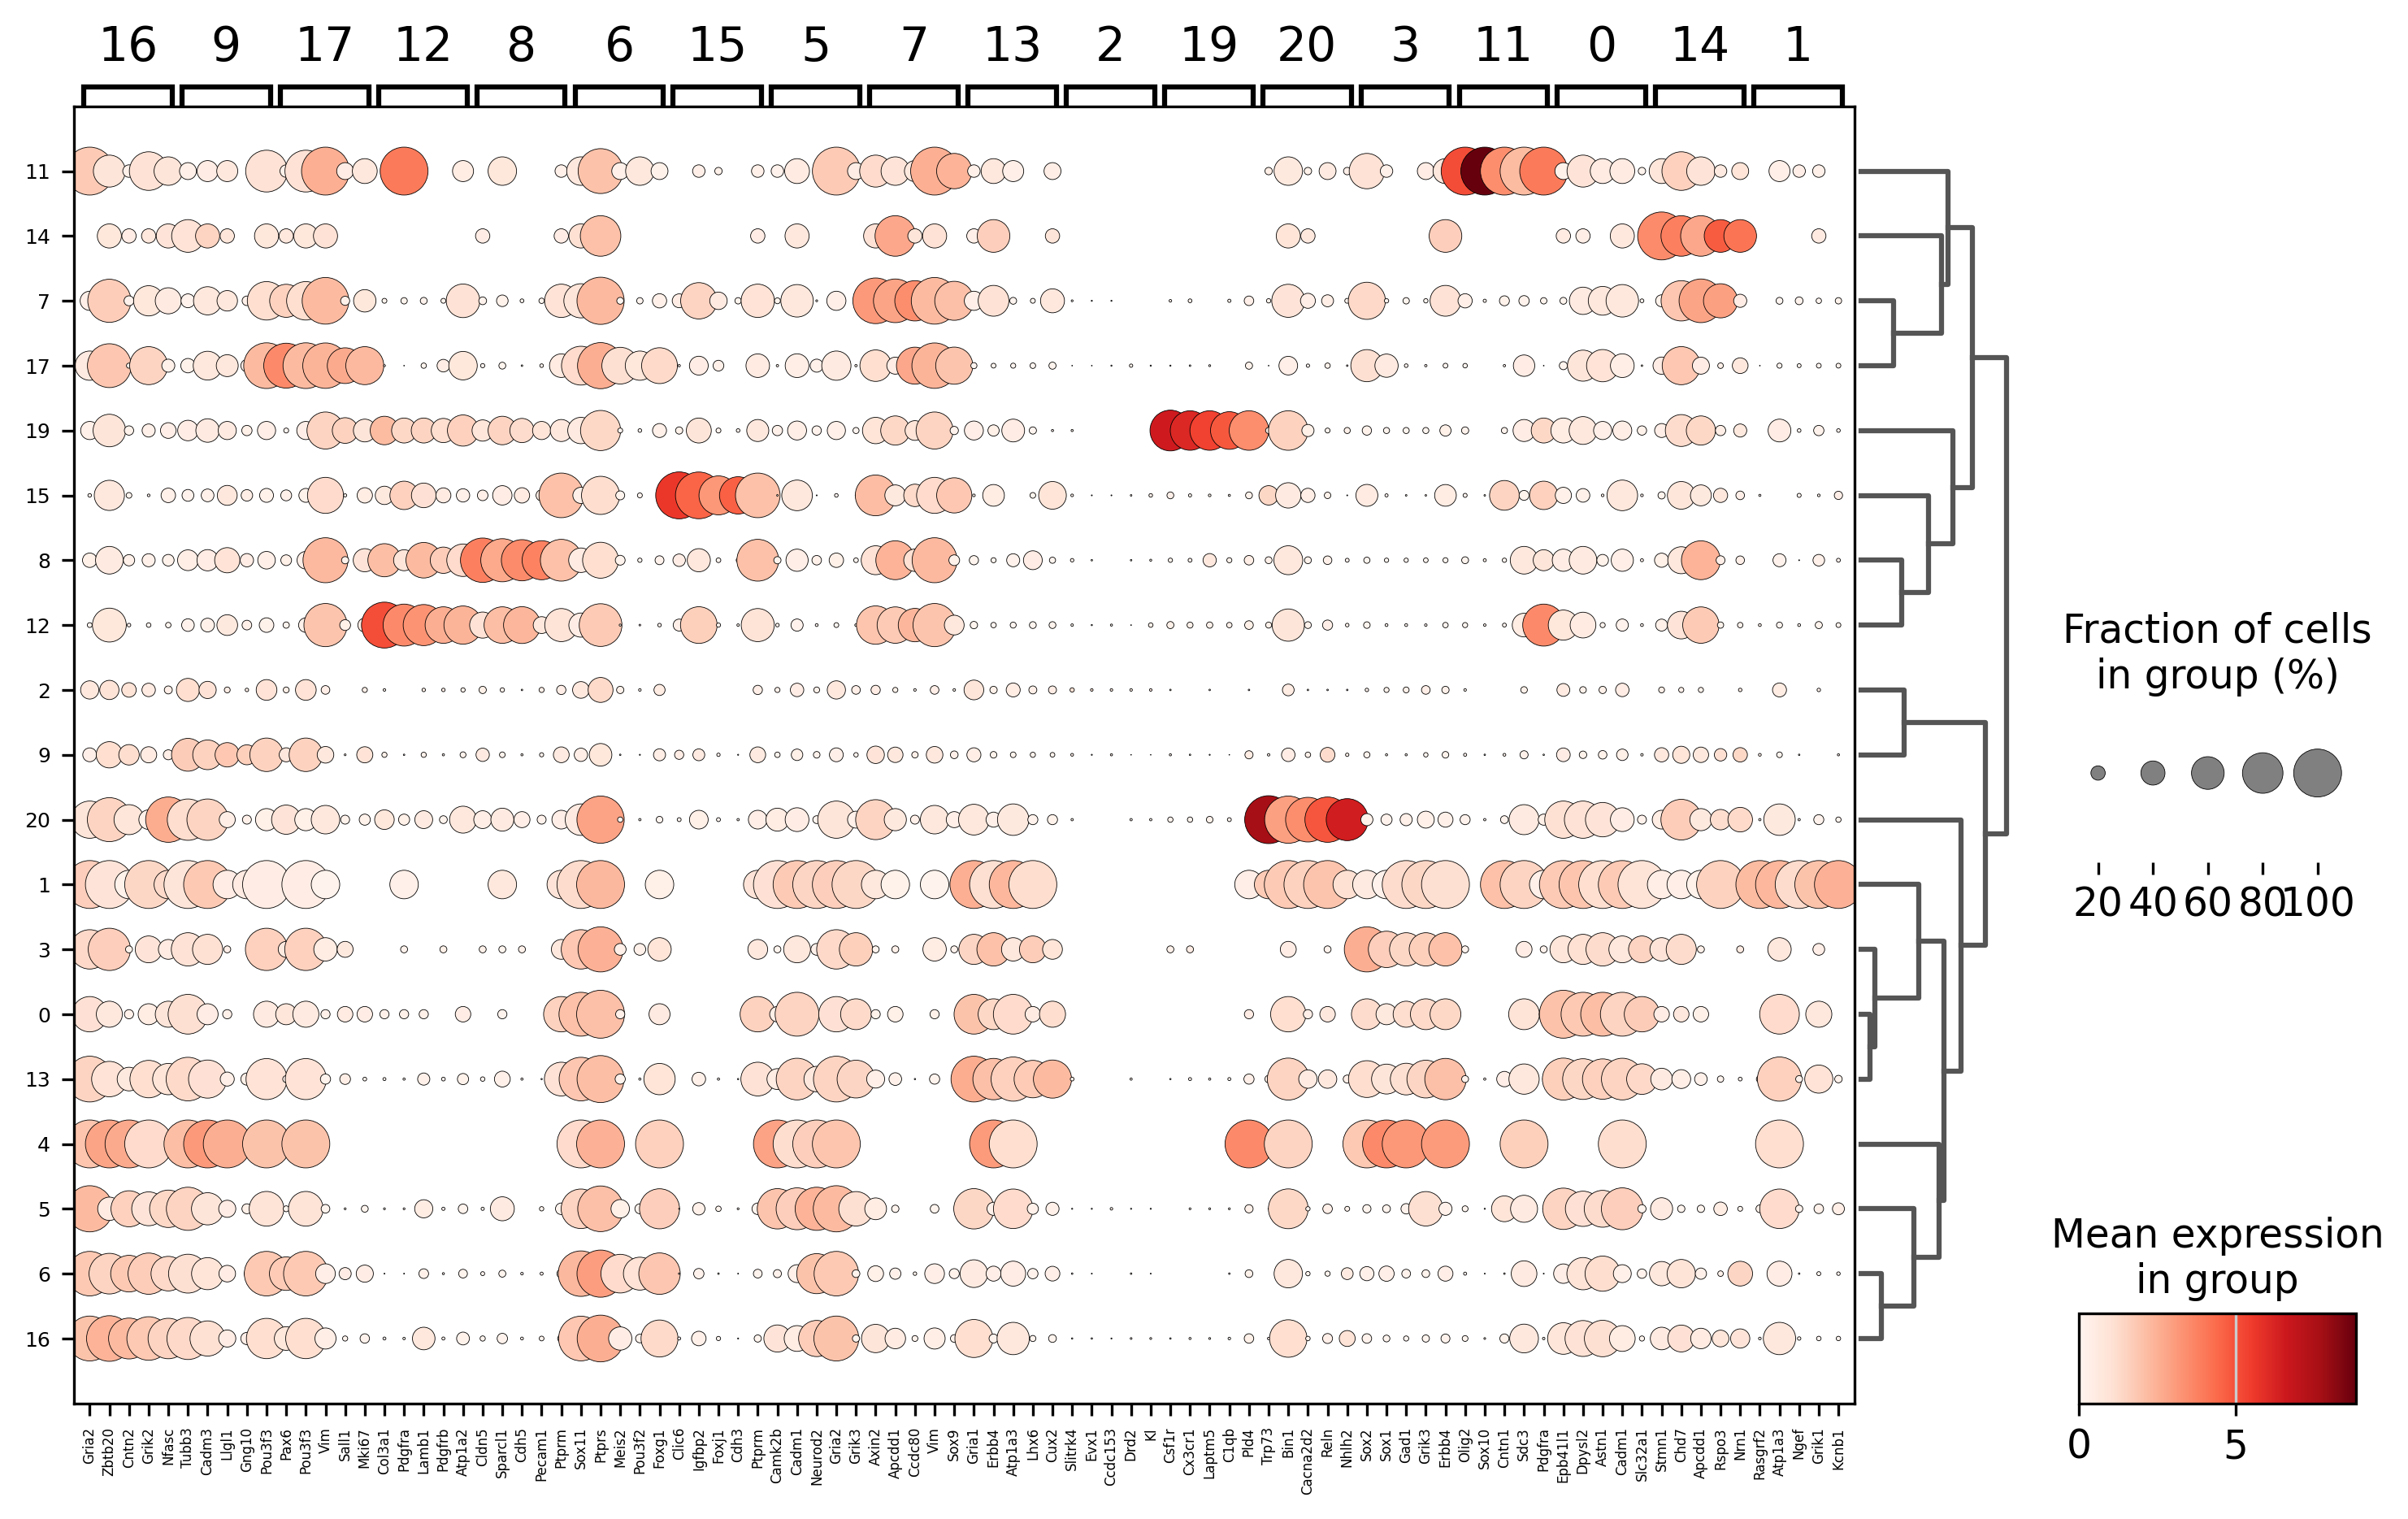 16 9 17 12 8 6 15 5 7 13 2 19 20 3 11 0 14 1
11
14
7
17
19
15
8
12
2
9
20
1
3
0
13
4
5
6
16
Gria2 Zbtb20 Cntn2 Grik2 Nfasc Tubb3 Cadm3 Llgl1 Gng10 Pou3f3 Pax6 Pou3f3 Vim Sall1 Mki67 Col3a1 Pdgfra Lamb1 Pdgfrb Atp1a2 Cldn5 Sparcl1 Cdh5 Pecam1 Ptprm Sox11 Ptprs Meis2 Pou3f2 Foxg1 Clic6 Igfbp2 Foxj1 Cdh3 Ptprm Camk2b Cadm1 Neurod2 Gria2 Grik3 Axin2 Apcdd1 Ccdc80 Vim Sox9 Gria1 Erbb4 Atp1a3 Lhx6 Cux2 Slitrk4 Evx1 Ccdc153 Drd2 Kl Csf1r Cx3cr1 Laptm5 C1qb Pld4 Trp73 Bin1 Cacna2d2 Reln Nhlh2 Sox2 Sox1 Gad1 Grik3 Erbb4 Olig2 Sox10 Cntn1 Sdc3 Pdgfra Epb41l1 Dpysl2 Astn1 Cadm1 Slc32a1 Stmn1 Chd7 Apcdd1 Rspo3 Nrn1 Rasgrf2 Atp1a3 Ngef Grik1 Kcnb1
Fraction of cells
in group (%)
20 40 60 80 100
Mean expression
in group
0 5